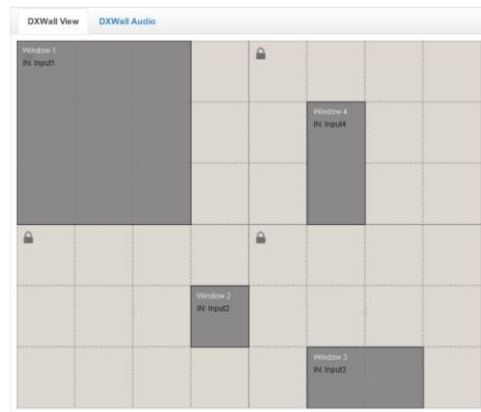 DXWall View
DXWall Audio
Window 1
IN: Input1
Window 4
IN: Input4
Window 2
IN: Input2
Window 3
IN: Input3